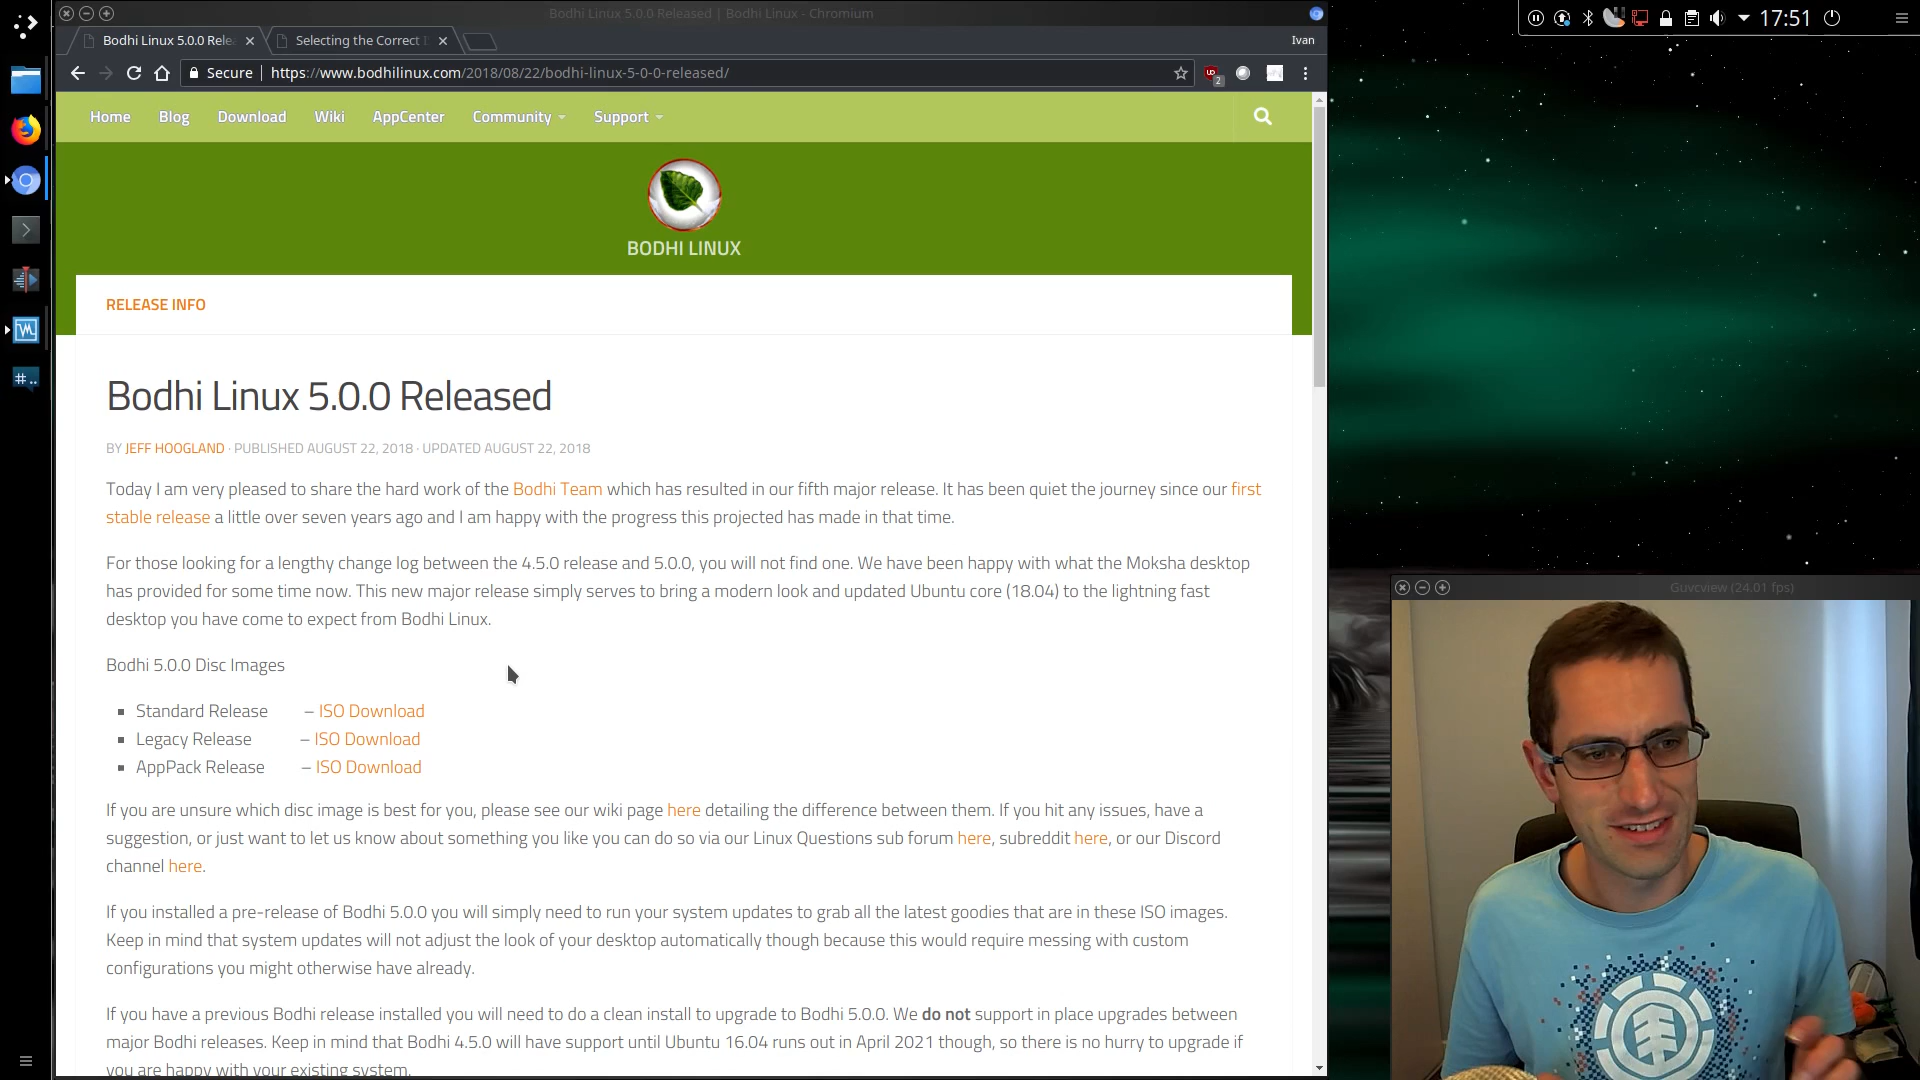 Bodhi Linux 5.0.0 Released | Bodhi Linux - Chromium
17:51
Bodhi Linux 5.0.0 Rele
Selecting the Correct I
Ivan
Secure
https://www.bodhilinux.com/2018/08/22/bodhi-linux-5-0-0-released/
2
Home Blog Download Wiki AppCenter Community Support
BODHI LINUX
RELEASE INFO
Bodhi Linux 5.0.0 Released
BY JEFF HOOGLAND · PUBLISHED AUGUST 22, 2018 · UPDATED AUGUST 22, 2018
Today I am very pleased to share the hard work of the Bodhi Team which has resulted in our fifth major release. It has been quiet the journey since our first
stable release a little over seven years ago and I am happy with the progress this projected has made in that time.
For those looking for a lengthy change log between the 4.5.0 release and 5.0.0, you will not find one. We have been happy with what the Moksha desktop
has provided for some time now. This new major release simply serves to bring a modern look and updated Ubuntu core (18.04) to the lightning fast
desktop you have come to expect from Bodhi Linux.
Bodhi 5.0.0 Disc Images
Standard Release – ISO Download
Legacy Release – ISO Download
AppPack Release – ISO Download
If you are unsure which disc image is best for you, please see our wiki page here detailing the difference between them. If you hit any issues, have a
suggestion, or just want to let us know about something you like you can do so via our Linux Questions sub forum here, subreddit here, or our Discord
channel here.
If you installed a pre-release of Bodhi 5.0.0 you will simply need to run your system updates to grab all the latest goodies that are in these ISO images.
Keep in mind that system updates will not adjust the look of your desktop automatically though because this would require messing with custom
configurations you might otherwise have already.
If you have a previous Bodhi release installed you will need to do a clean install to upgrade to Bodhi 5.0.0. We do not support in place upgrades between
major Bodhi releases. Keep in mind that Bodhi 4.5.0 will have support until Ubuntu 16.04 runs out in April 2021 though, so there is no hurry to upgrade if
you are happy with your existing system.
Guvcview (24.01 fps)